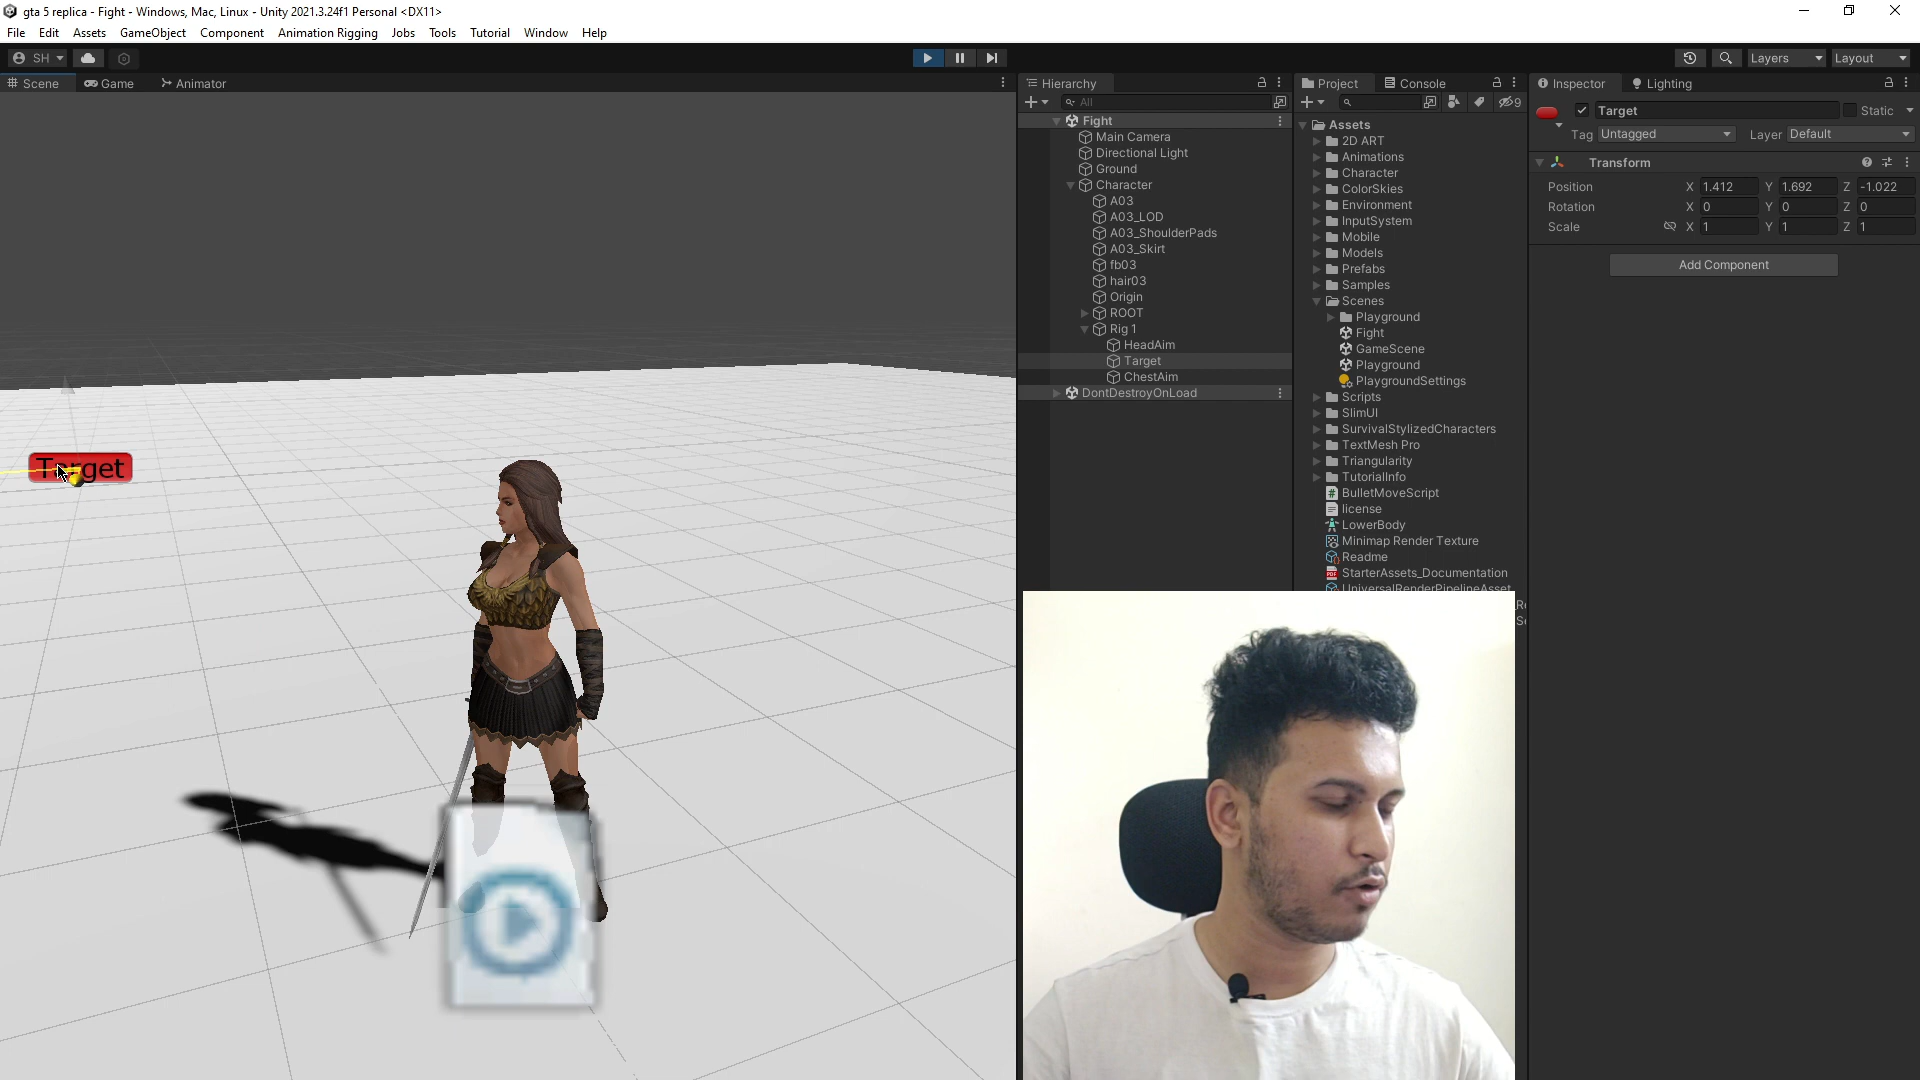 gta 5 replica - Fight - Windows, Mac, Linux - Unity 2021.3.24f1 Personal <DX11>
File Edit Assets GameObject Component Animation Rigging Jobs Tools Tutorial Window Help
SH Layers Layout
Scene Game Animator
Hierarchy
All
Fight
Main Camera
Directional Light
Ground
Character
A03
A03_LOD
A03_ShoulderPads
A03_Skirt
fb03
hair03
Origin
ROOT
Rig 1
HeadAim
Target
ChestAim
DontDestroyOnLoad
Project Console
9
Assets
2D ART
Animations
Character
ColorSkies
Environment
InputSystem
Mobile
Models
Prefabs
Samples
Scenes
Playground
Fight
GameScene
Playground
PlaygroundSettings
Scripts
SlimUI
SurvivalStylizedCharacters
TextMesh Pro
Triangularity
TutorialInfo
BulletMoveScript
license
LowerBody
Minimap Render Texture
Readme
StarterAssets_Documentation
UniversalRenderPipelineAsset
Inspector Lighting
Target Static
Tag Untagged Layer Default
Transform
Position X 1.412 Y 1.692 Z -1.022
Rotation X 0 Y 0 Z 0
Scale X 1 Y 1 Z 1
Add Component
Target